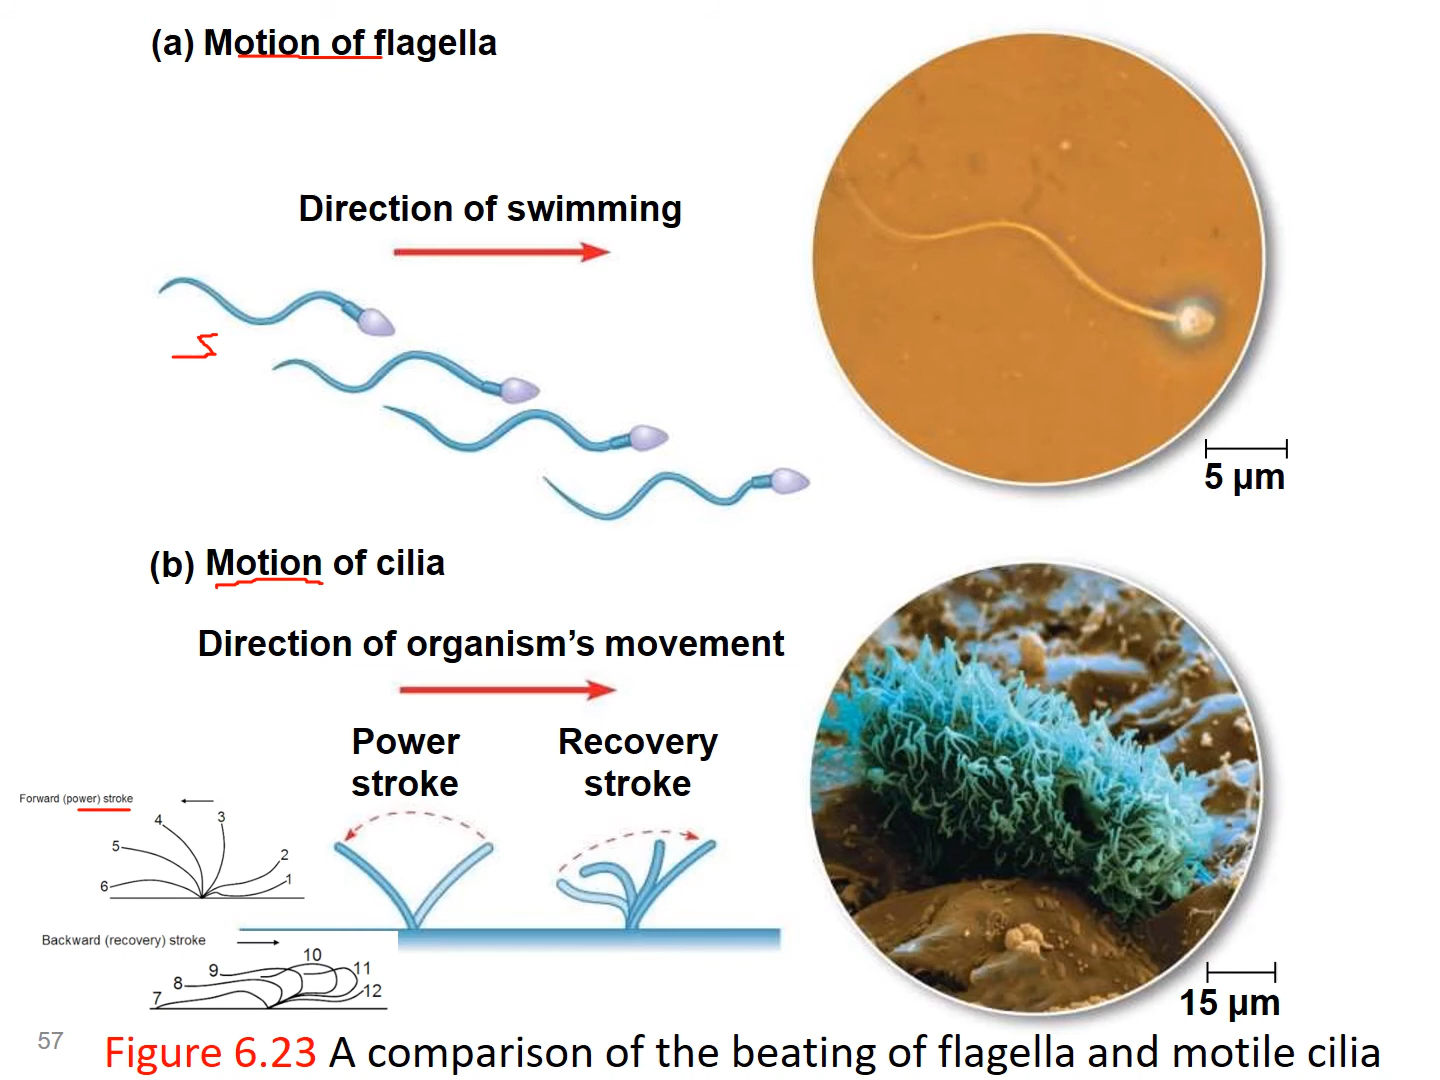 (a) Motion of flagella
Direction of swimming
5 µm
(b) Motion of cilia
Direction of organism’s movement
Power
stroke
Recovery
stroke
Forward (power) stroke
1
2
3
4
5
6
Backward (recovery) stroke
7
8
9
10
11
12
15 µm
57
Figure 6.23 A comparison of the beating of flagella and motile cilia